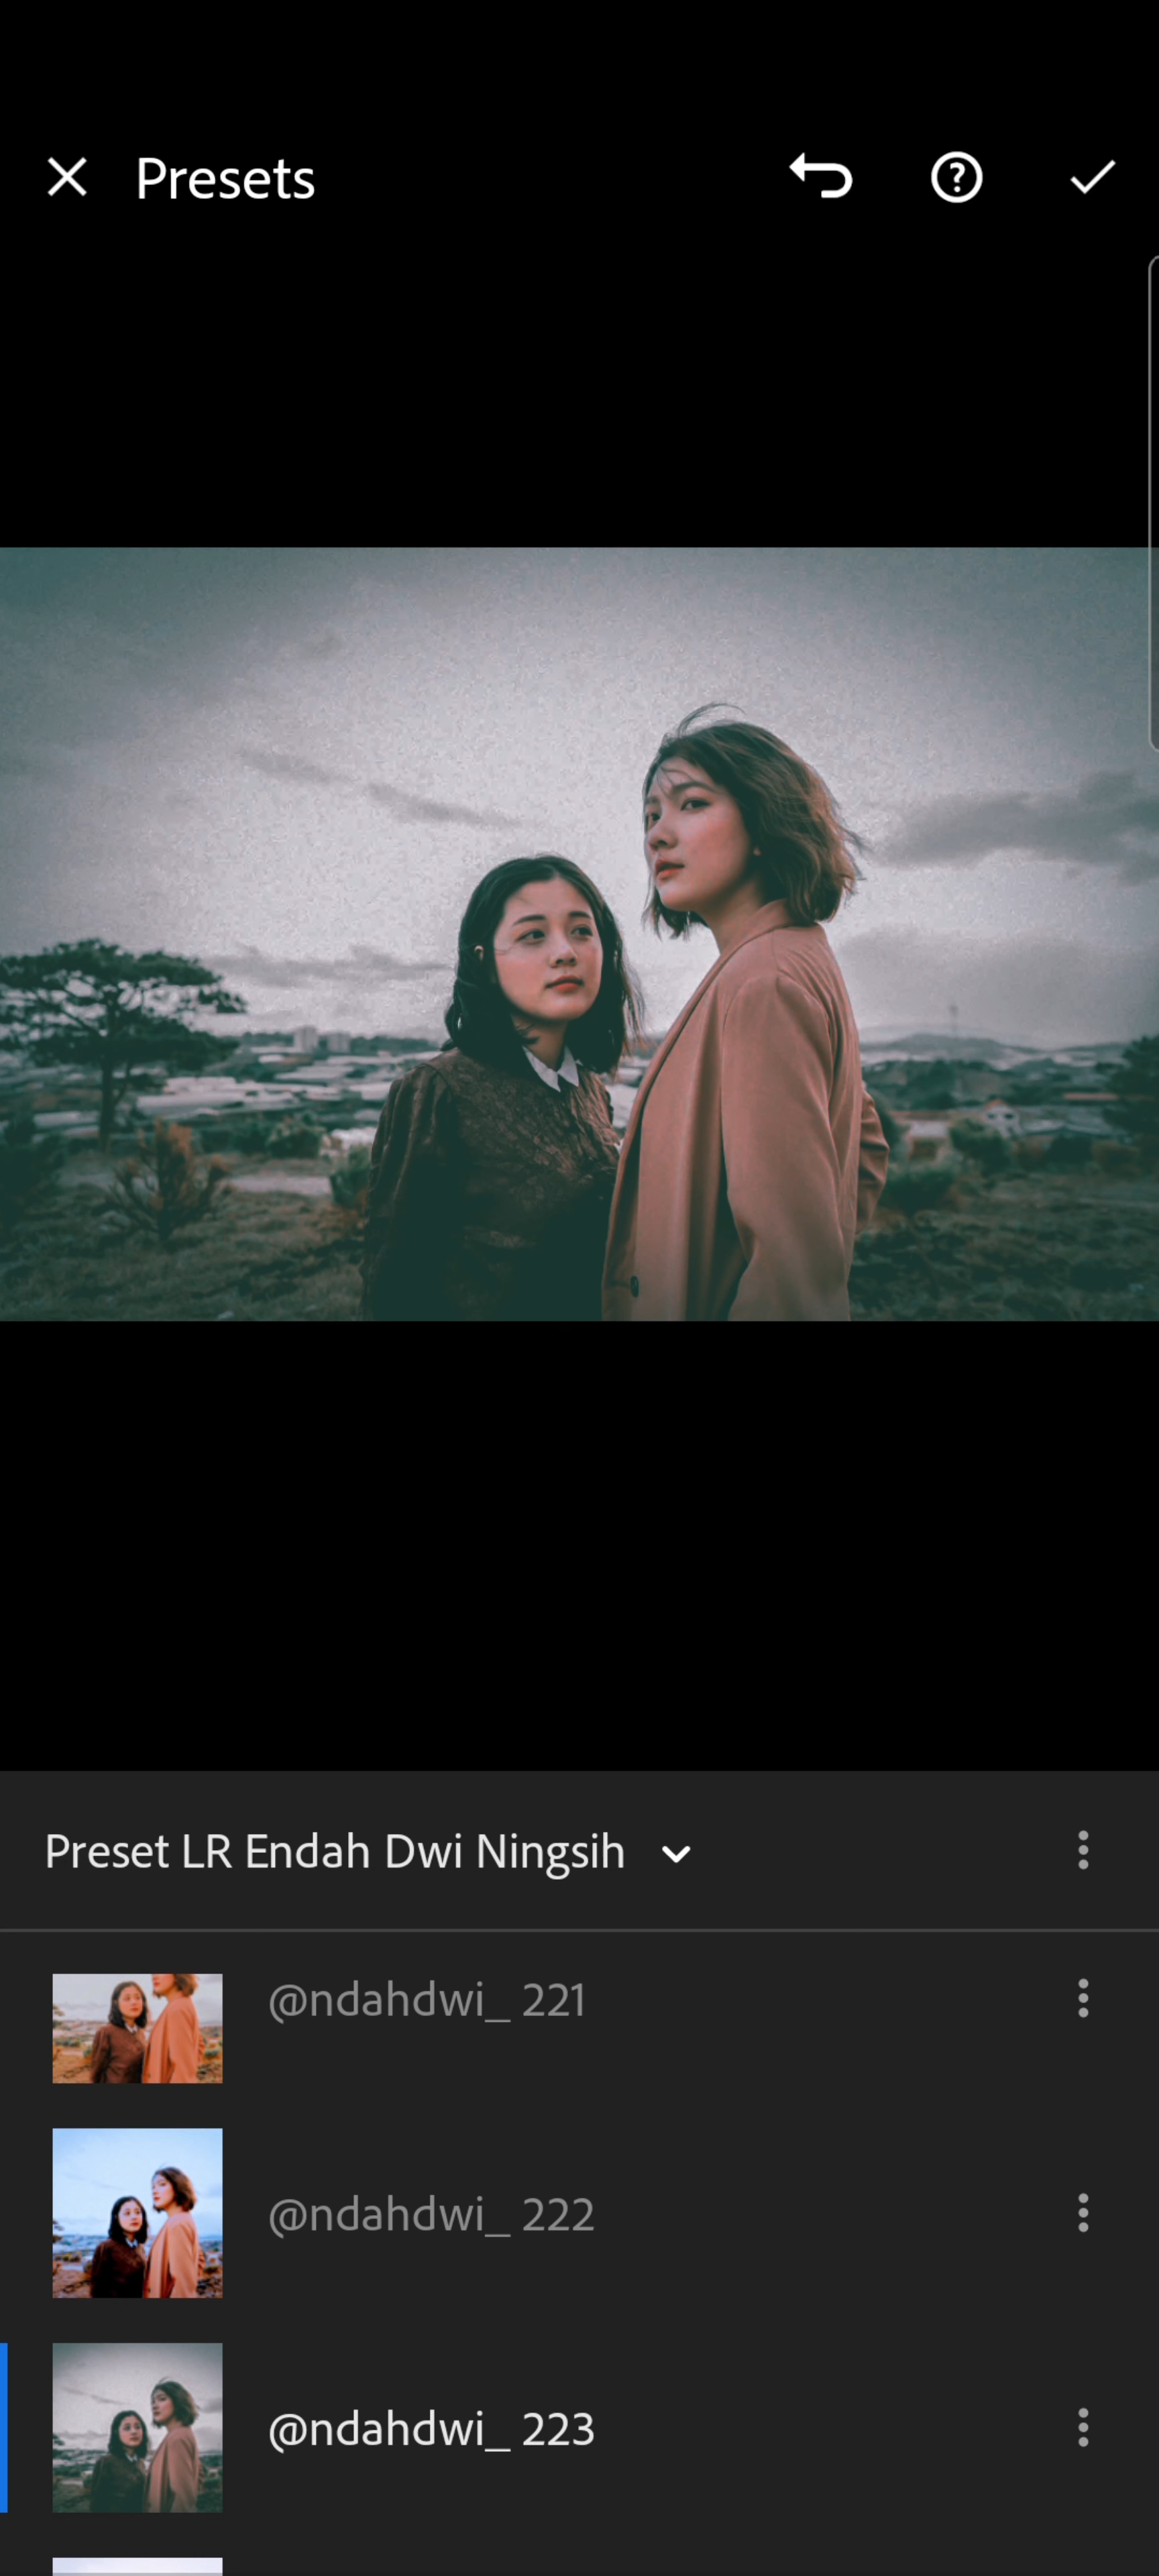 Presets
Preset LR Endah Dwi Ningsih
@ndahdwi_ 221
@ndahdwi_ 222
@ndahdwi_ 223